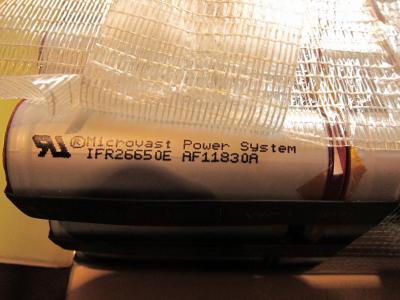 ®Microvast Power System
IFR26650E AF11830A